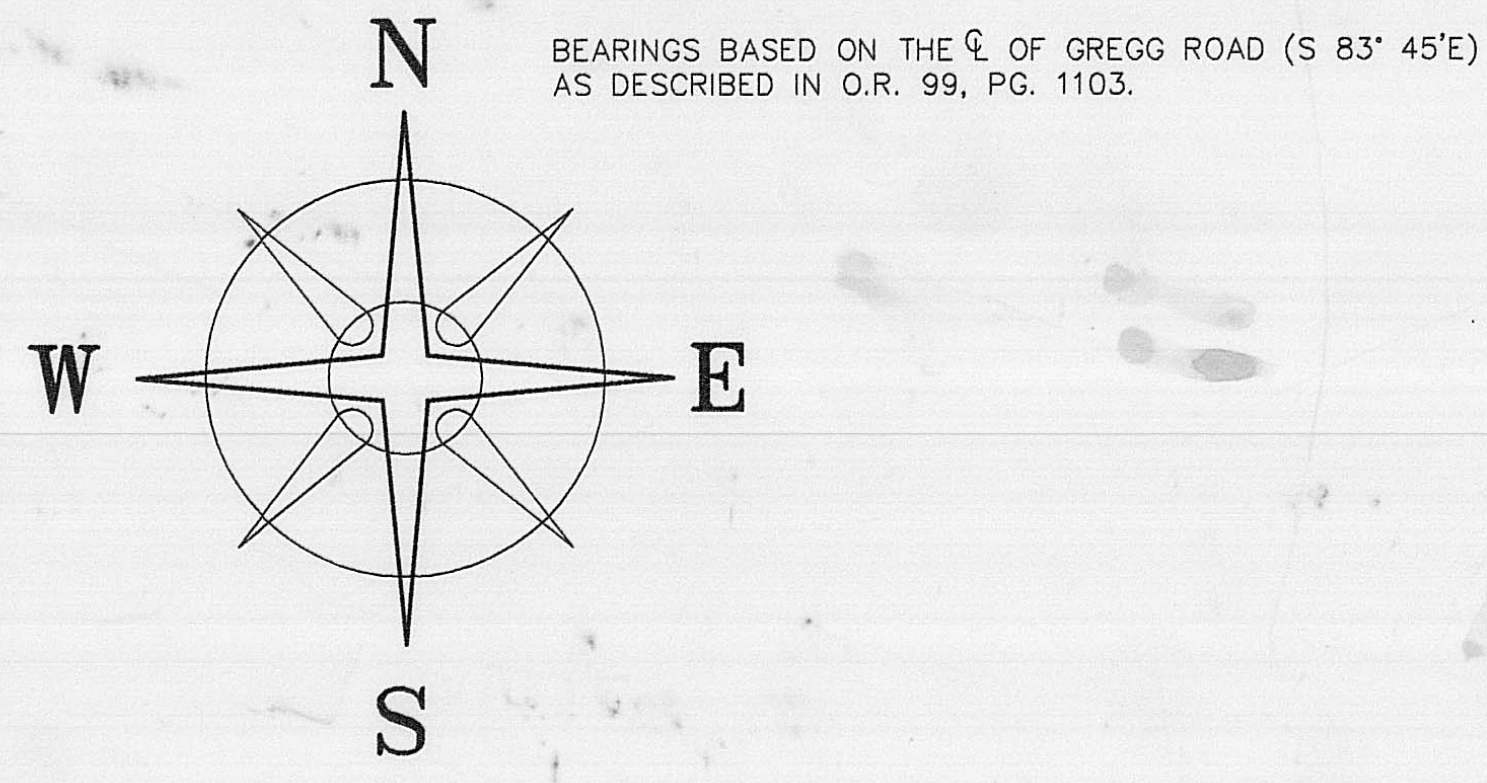 N
BEARINGS BASED ON THE ℄ OF GREGG ROAD (S 83° 45'E)
AS DESCRIBED IN O.R. 99, PG. 1103.
W
E
S